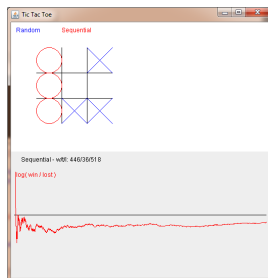 Tic Tac Toe
Random Sequential
Sequential - w/t/l: 446/36/518
log( win / lost.)